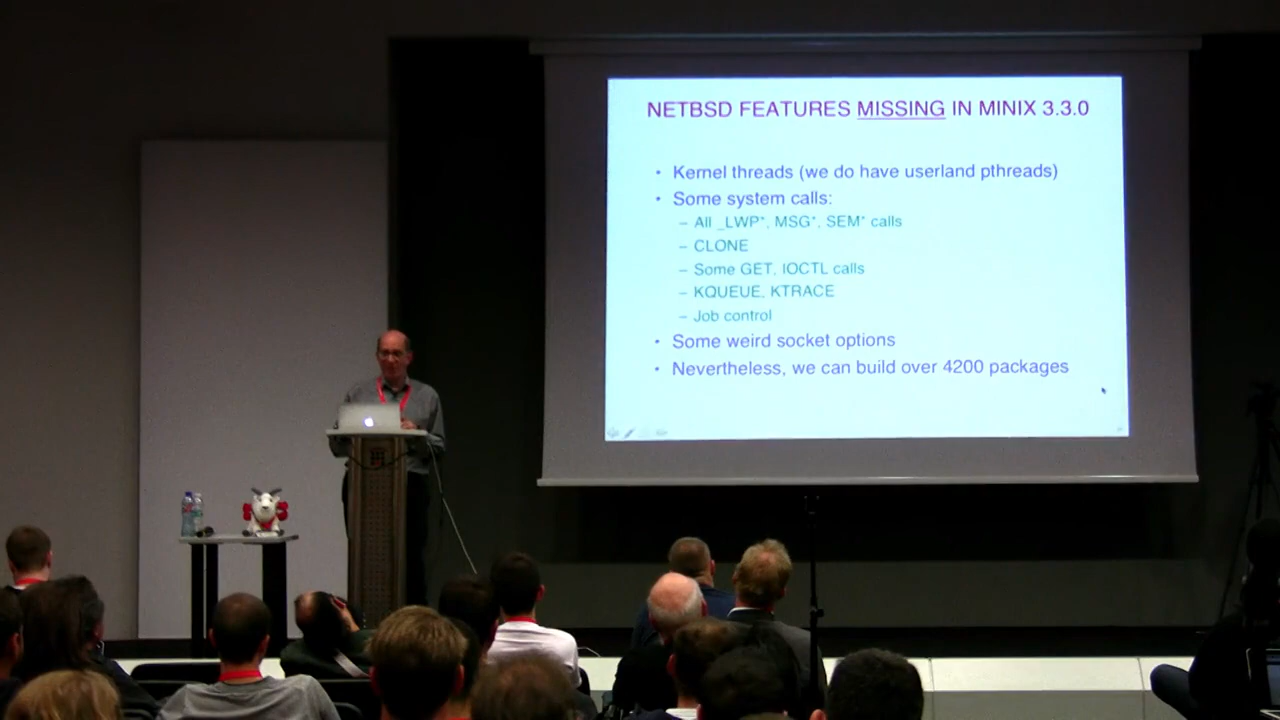 NETBSD FEATURES MISSING IN MINIX 3.3.0
• Kernel threads (we do have userland pthreads)
• Some system calls:
– All _LWP*, MSG*, SEM* calls
– CLONE
– Some GET, IOCTL calls
– KQUEUE, KTRACE
– Job control
• Some weird socket options
• Nevertheless, we can build over 4200 packages